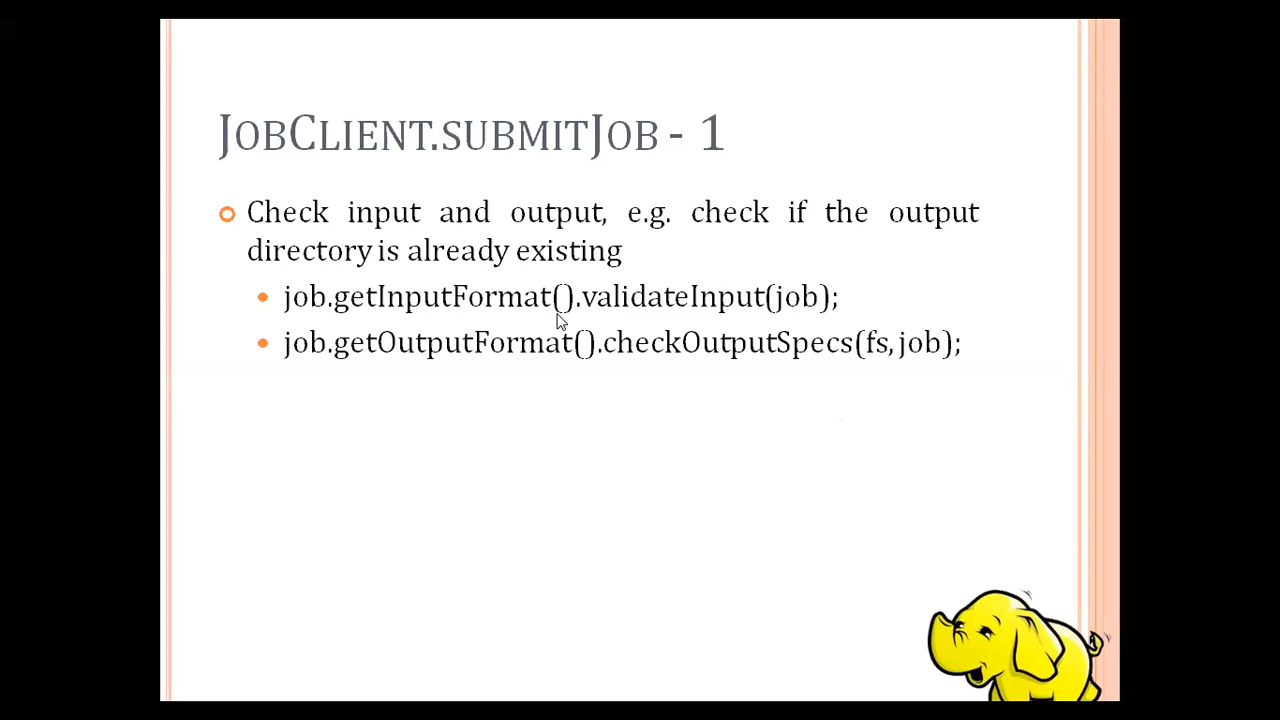 JobClient.submitJob - 1
Check input and output, e.g. check if the output
directory is already existing
job.getInputFormat().validateInput(job);
job.getOutputFormat().checkOutputSpecs(fs, job);